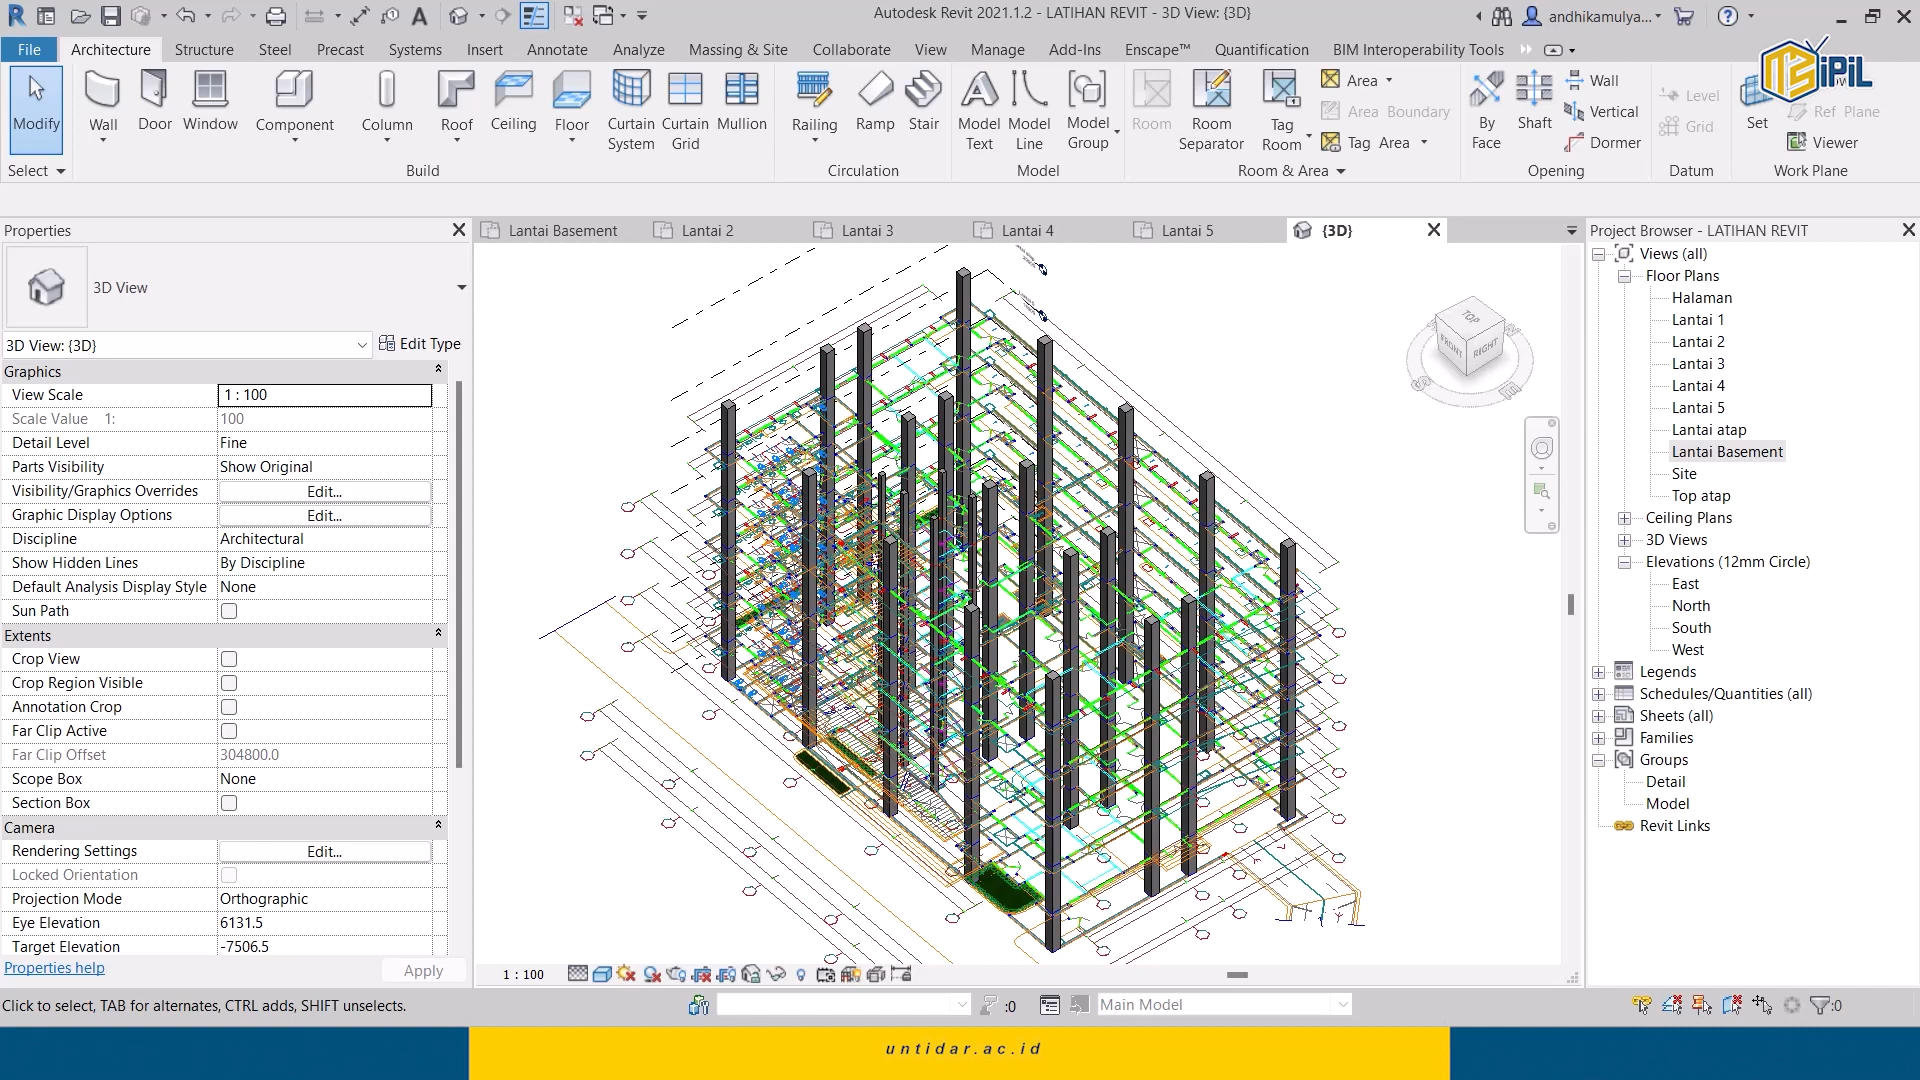 Autodesk Revit 2021.1.2 - LATIHAN REVIT - 3D View: {3D}
andhikamulya...
File
Architecture
Structure
Steel
Precast
Systems
Insert
Annotate
Analyze
Massing & Site
Collaborate
View
Manage
Add-Ins
Enscape™
Quantification
BIM Interoperability Tools
Modify
Wall
Door
Window
Component
Column
Roof
Ceiling
Floor
Curtain System
Curtain Grid
Mullion
Railing
Ramp
Stair
Model Text
Model Line
Model Group
Room
Room Separator
Tag Room
Area
Area Boundary
Tag Area
By Face
Shaft
Wall
Vertical
Dormer
Level
Grid
Set
Ref Plane
Viewer
iPiL
Select
Build
Circulation
Model
Room & Area
Opening
Datum
Work Plane
Properties
3D View
3D View: {3D}
Edit Type
Graphics
View Scale 1 : 100
Scale Value 1: 100
Detail Level Fine
Parts Visibility Show Original
Visibility/Graphics Overrides Edit...
Graphic Display Options Edit...
Discipline Architectural
Show Hidden Lines By Discipline
Default Analysis Display Style None
Sun Path
Extents
Crop View
Crop Region Visible
Annotation Crop
Far Clip Active
Far Clip Offset 304800.0
Scope Box None
Section Box
Camera
Rendering Settings Edit...
Locked Orientation
Projection Mode Orthographic
Eye Elevation 6131.5
Target Elevation -7506.5
Properties help
Apply
Lantai Basement
Lantai 2
Lantai 3
Lantai 4
Lantai 5
{3D}
TOP
FRONT
RIGHT
S
E
1 : 100
Project Browser - LATIHAN REVIT
Views (all)
Floor Plans
Halaman
Lantai 1
Lantai 2
Lantai 3
Lantai 4
Lantai 5
Lantai atap
Lantai Basement
Site
Top atap
Ceiling Plans
3D Views
Elevations (12mm Circle)
East
North
South
West
Legends
Schedules/Quantities (all)
Sheets (all)
Families
Groups
Detail
Model
Revit Links
Click to select, TAB for alternates, CTRL adds, SHIFT unselects.
:0
Main Model
:0
untidar.ac.id